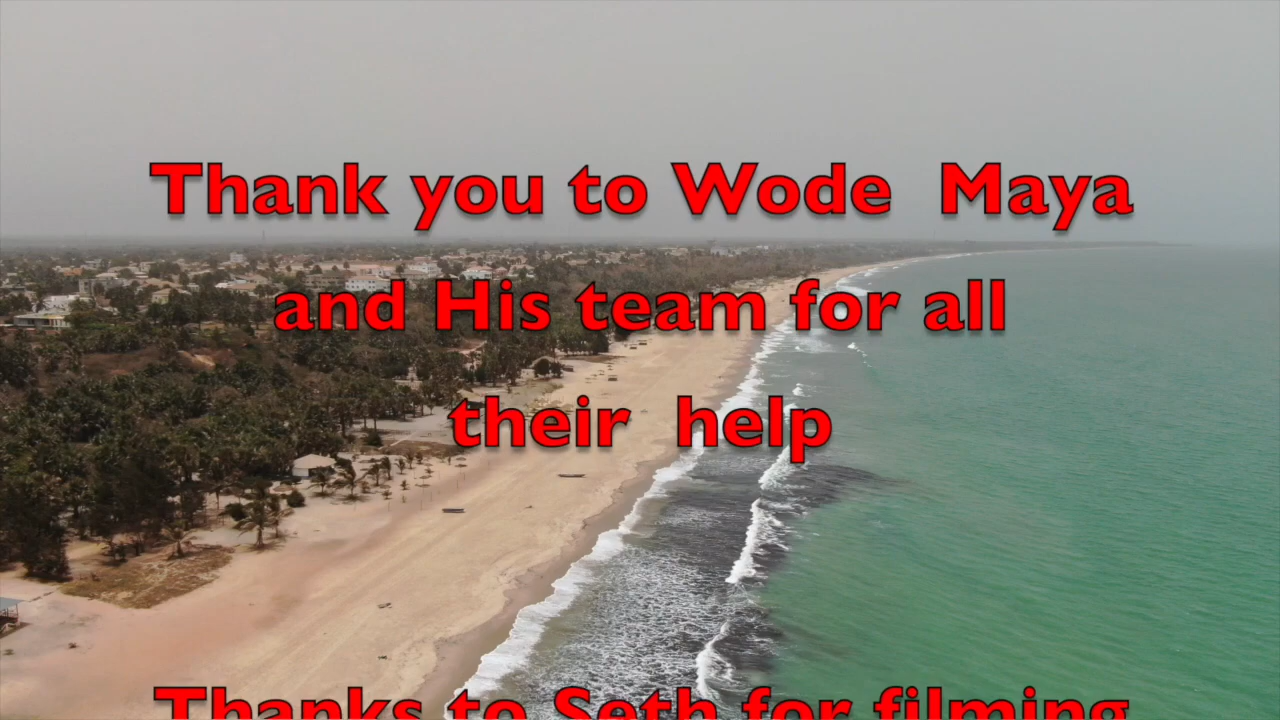 Thank you to Wode  Maya
and His team for all
their  help
Thanks to Seth for filming